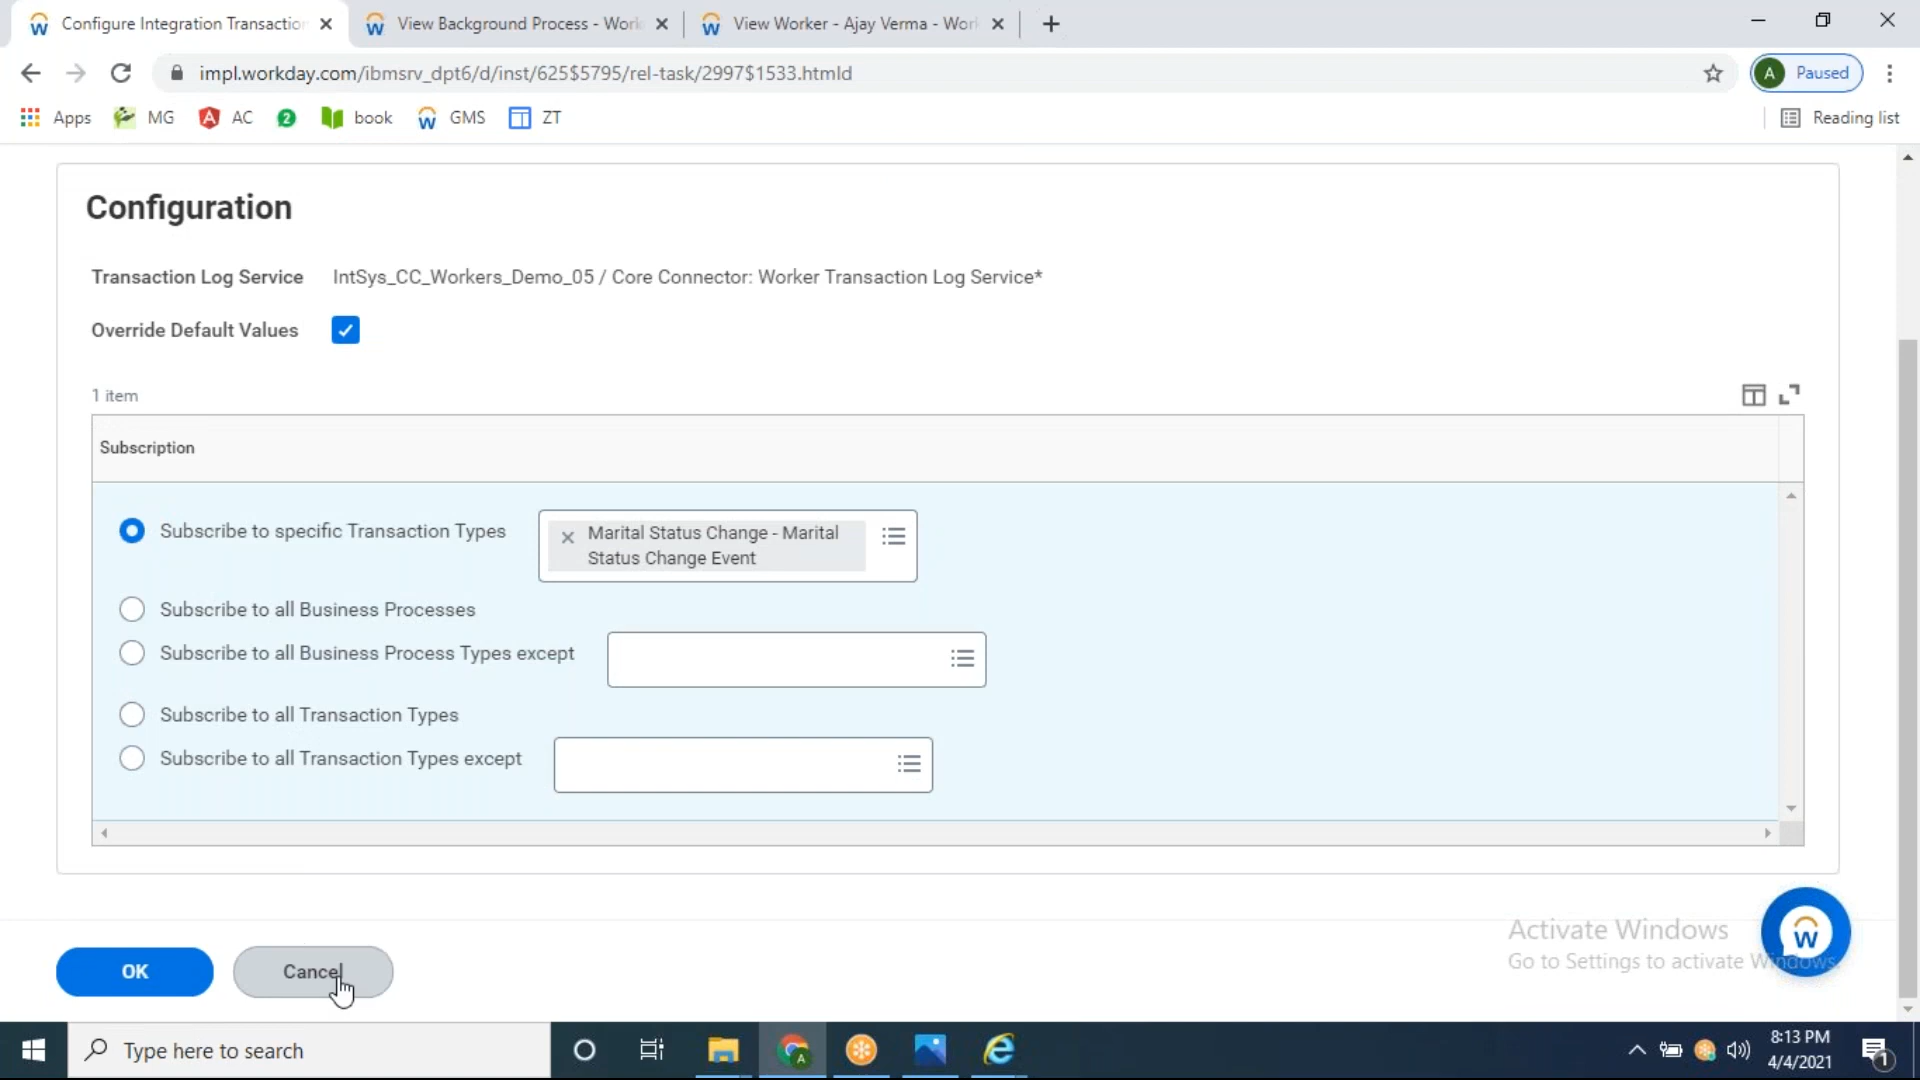 Configure Integration Transaction
View Background Process - Work
View Worker - Ajay Verma - Work
impl.workday.com/ibmsrv_dpt6/d/inst/625$5795/rel-task/2997$1533.htmld
A Paused
Apps MG AC 2 book GMS ZT Reading list
Configuration
Transaction Log Service IntSys_CC_Workers_Demo_05 / Core Connector: Worker Transaction Log Service*
Override Default Values
1 item
Subscription
Subscribe to specific Transaction Types
Marital Status Change - Marital
Status Change Event
Subscribe to all Business Processes
Subscribe to all Business Process Types except
Subscribe to all Transaction Types
Subscribe to all Transaction Types except
Activate Windows
Go to Settings to activate Windows.
OK Cancel
Type here to search
8:13 PM
4/4/2021
1